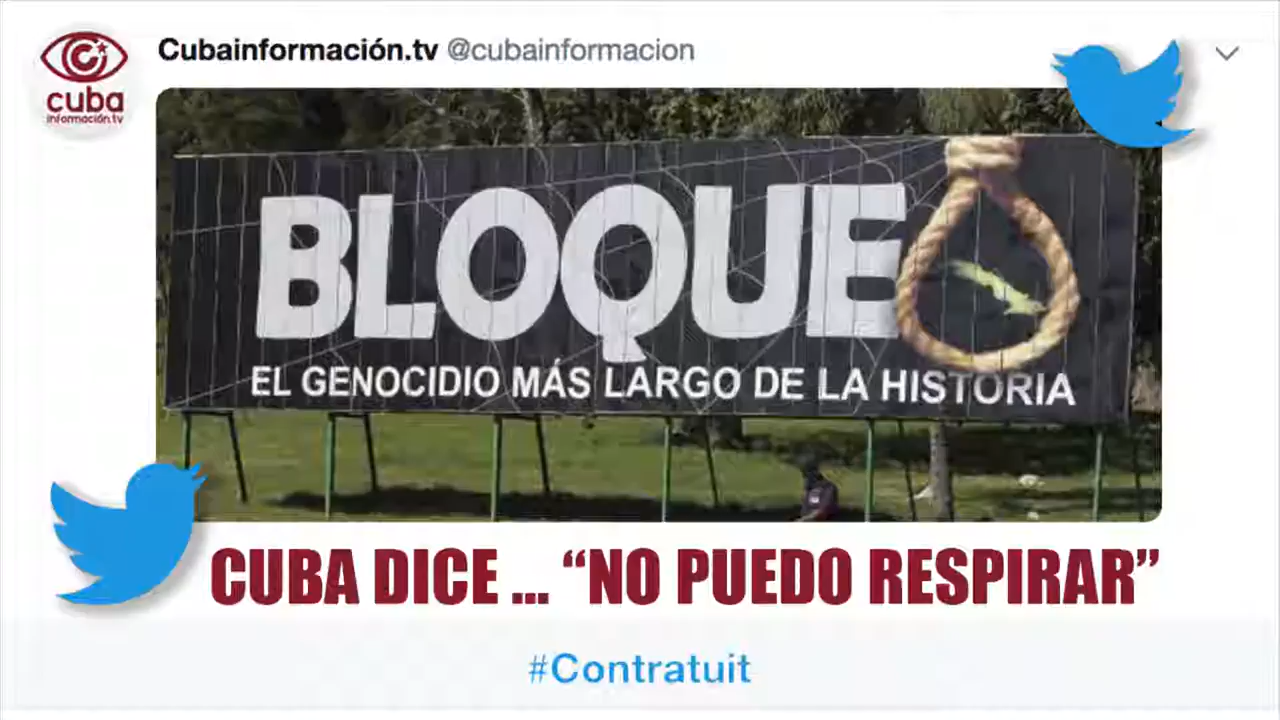 Cubainformación.tv @cubainformacion
cuba
información.tv
BLOQUEO
EL GENOCIDIO MÁS LARGO DE LA HISTORIA
CUBA DICE ... “NO PUEDO RESPIRAR”
#Contratuit